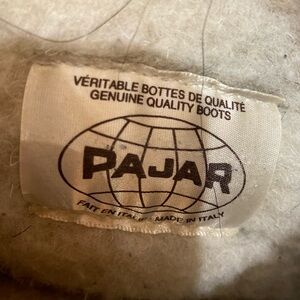 VÉRITABLE BOTTES DE QUALITÉ
GENUINE QUALITY BOOTS
PAJAR
FAIT EN ITALIE - MADE IN ITALY